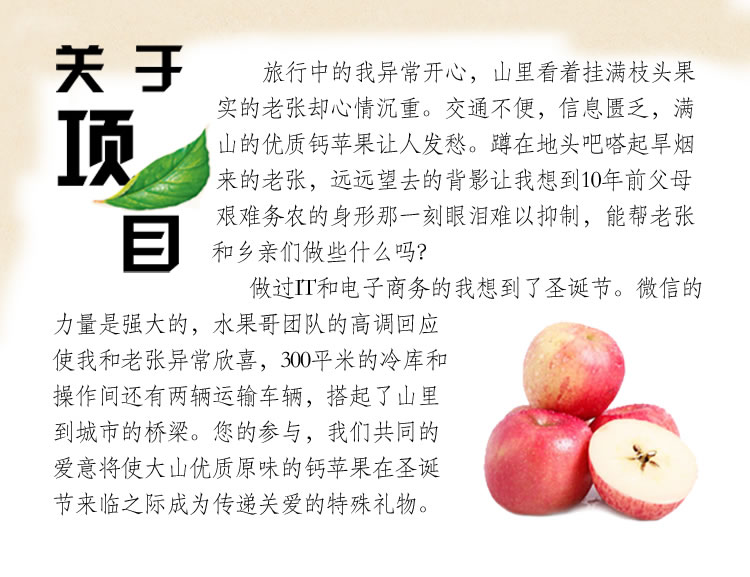 关于
项
目
旅行中的我异常开心，山里看着挂满枝头果
实的老张却心情沉重。交通不便，信息匮乏，满
山的优质钙苹果让人发愁。蹲在地头吧嗒起旱烟
来的老张，远远望去的背影让我想到10年前父母
艰难务农的身形那一刻眼泪难以抑制，能帮老张
和乡亲们做些什么吗?
做过IT和电子商务的我想到了圣诞节。微信的
力量是强大的，水果哥团队的高调回应
使我和老张异常欣喜，300平米的冷库和
操作间还有两辆运输车辆，搭起了山里
到城市的桥梁。您的参与，我们共同的
爱意将使大山优质原味的钙苹果在圣诞
节来临之际成为传递关爱的特殊礼物。